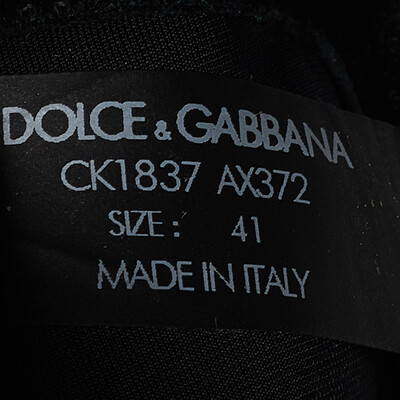 DOLCE & GABBANA
CK1837 AX372
SIZE: 41
MADE IN ITALY